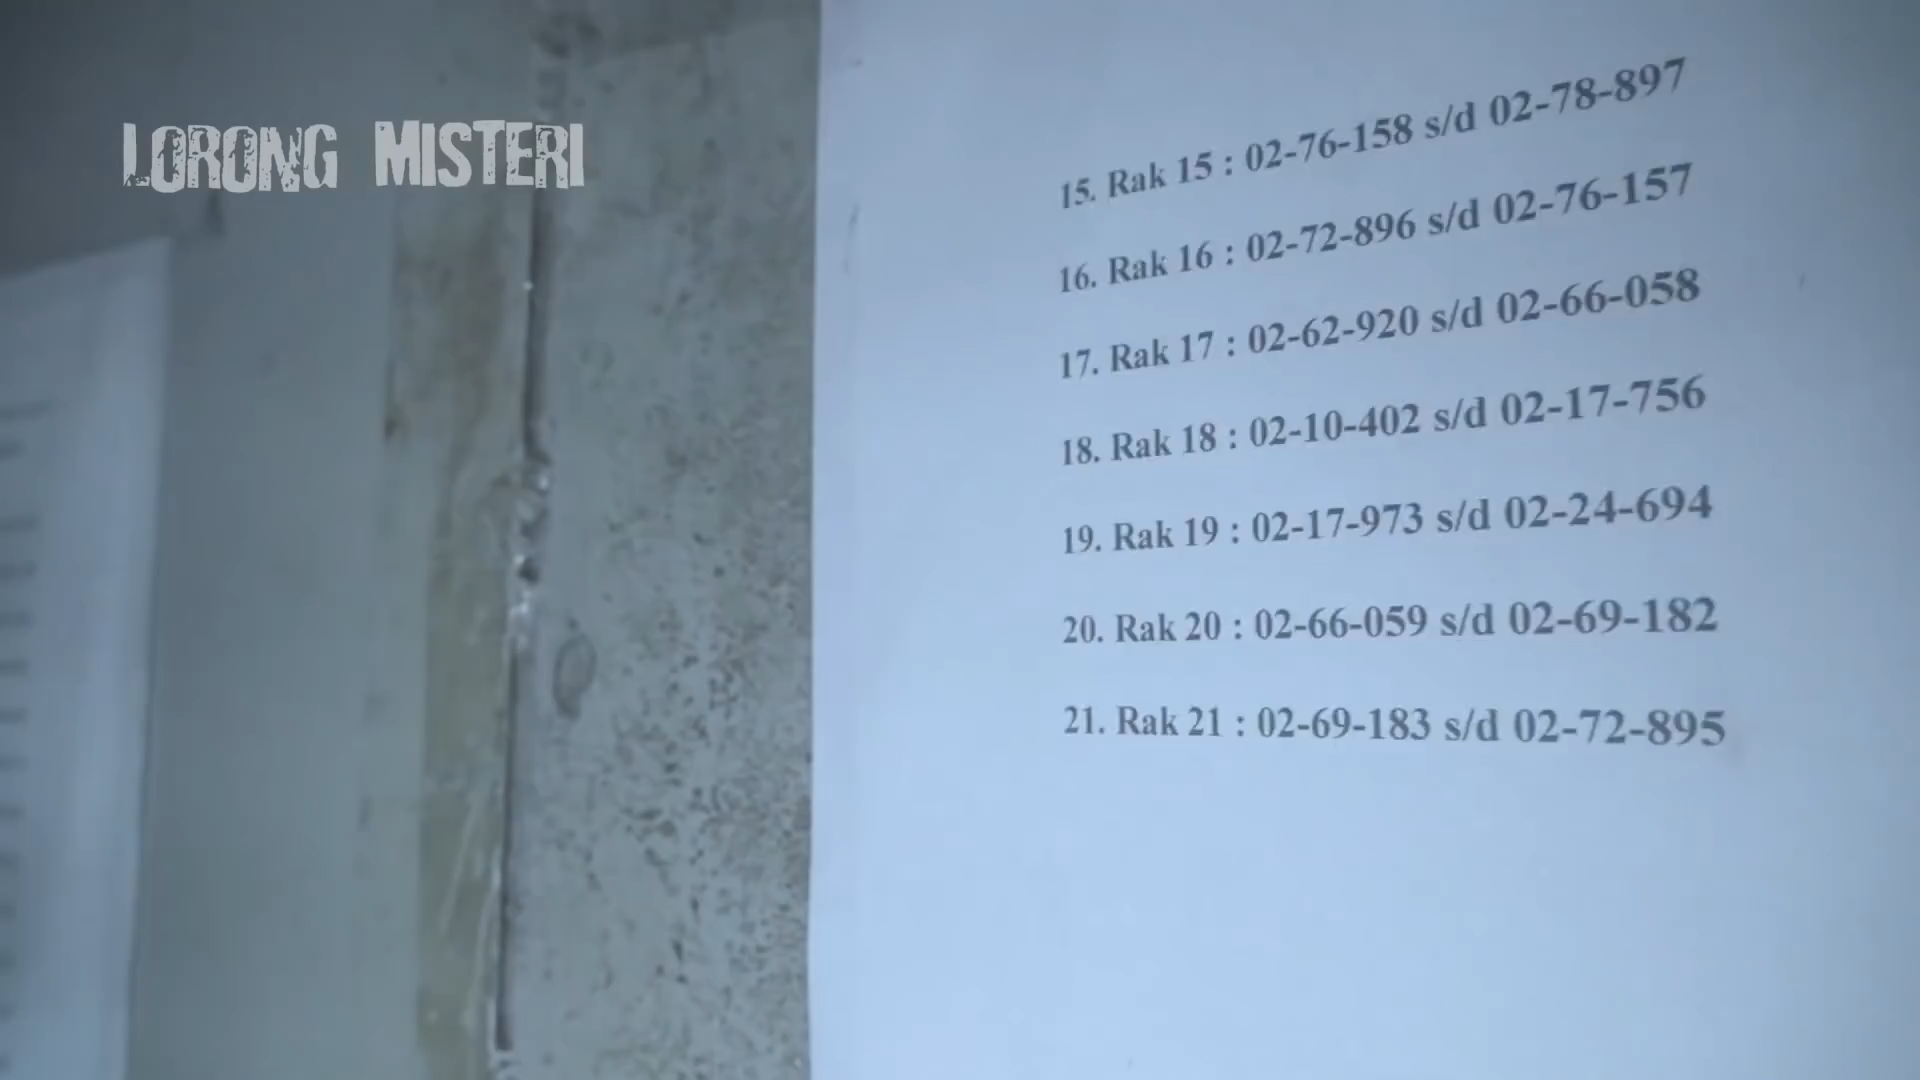 LORONG MISTERI
15. Rak 15 : 02-76-158 s/d 02-78-897
16. Rak 16 : 02-72-896 s/d 02-76-157
17. Rak 17 : 02-62-920 s/d 02-66-058
18. Rak 18 : 02-10-402 s/d 02-17-756
19. Rak 19 : 02-17-973 s/d 02-24-694
20. Rak 20 : 02-66-059 s/d 02-69-182
21. Rak 21 : 02-69-183 s/d 02-72-895